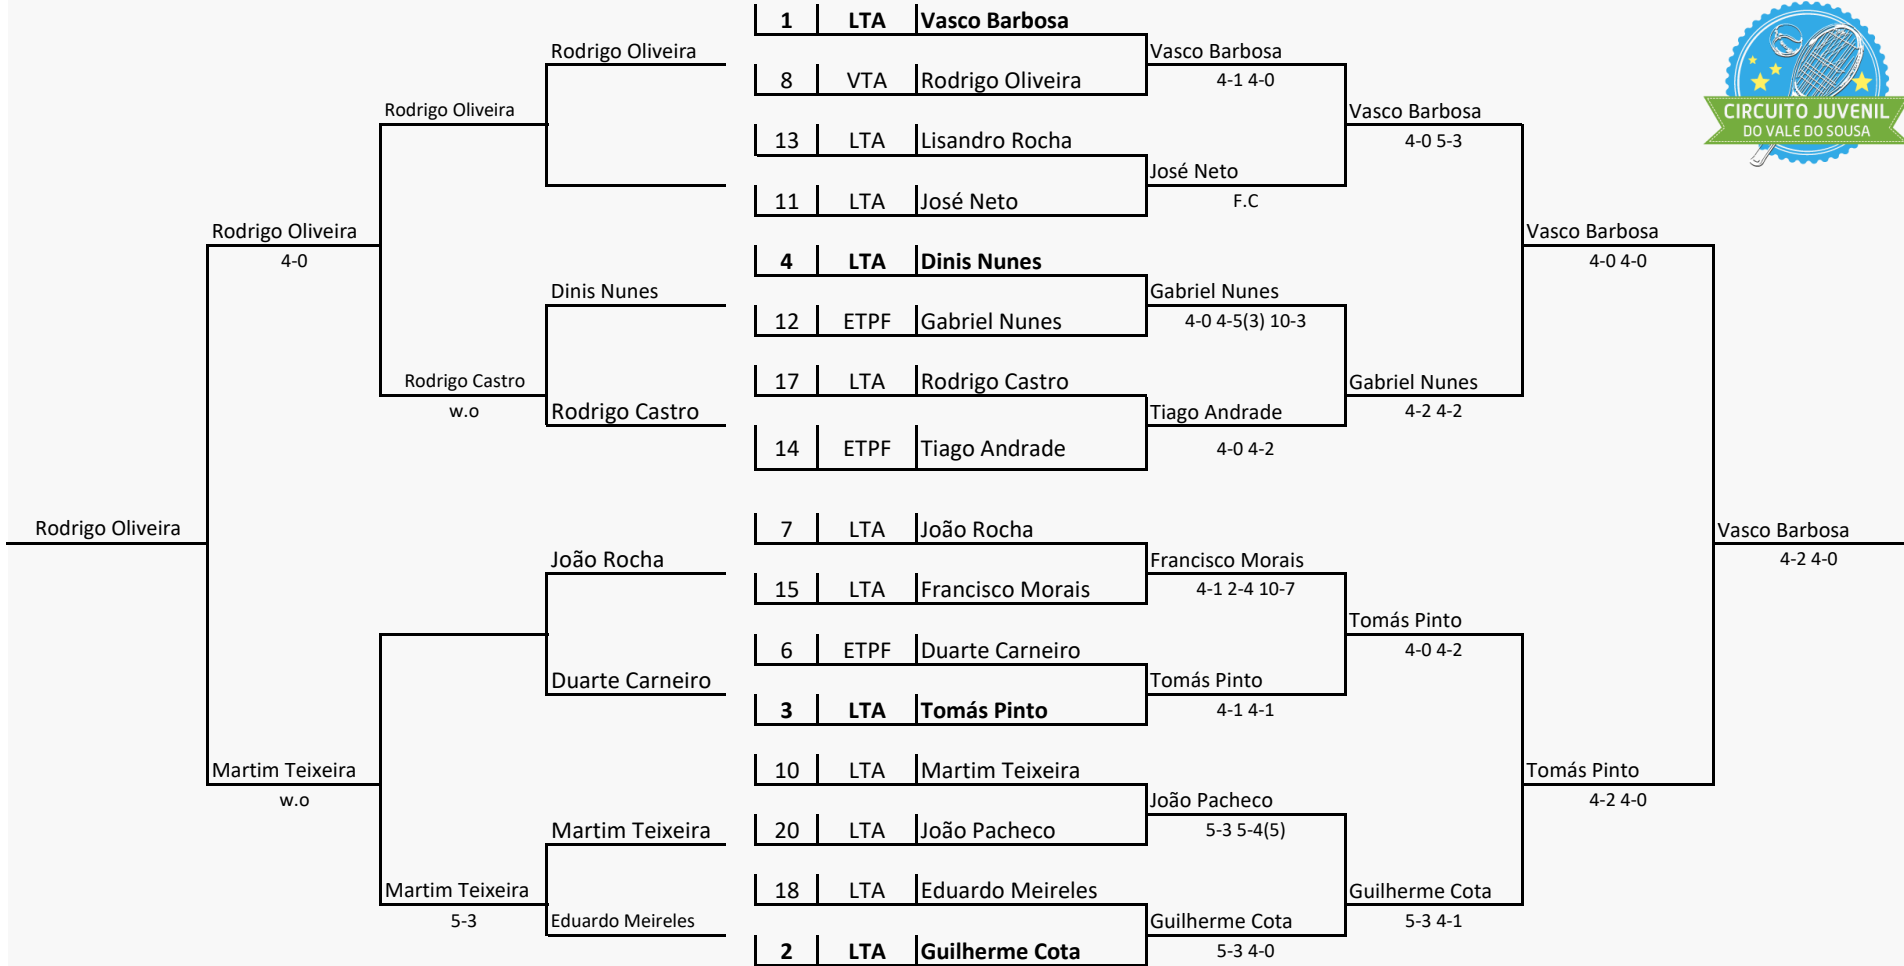 1 LTA Vasco Barbosa
Rodrigo Oliveira Vasco Barbosa
8 VTA Rodrigo Oliveira 4-1 4-0
Rodrigo Oliveira Vasco Barbosa
CIRCUITO JUVENIL
DO VALE DO SOUSA
13 LTA Lisandro Rocha 4-0 5-3
José Neto
11 LTA José Neto F.C
Rodrigo Oliveira Vasco Barbosa
4-0 4 LTA Dinis Nunes 4-0 4-0
Dinis Nunes Gabriel Nunes
12 ETPF Gabriel Nunes 4-0 4-5(3) 10-3
Rodrigo Castro 17 LTA Rodrigo Castro Gabriel Nunes
w.o Rodrigo Castro Tiago Andrade 4-2 4-2
14 ETPF Tiago Andrade 4-0 4-2
Rodrigo Oliveira 7 LTA João Rocha Vasco Barbosa
João Rocha Francisco Morais 4-2 4-0
15 LTA Francisco Morais 4-1 2-4 10-7
Tomás Pinto
6 ETPF Duarte Carneiro 4-0 4-2
Duarte Carneiro Tomás Pinto
3 LTA Tomás Pinto 4-1 4-1
Martim Teixeira 10 LTA Martim Teixeira Tomás Pinto
w.o João Pacheco 4-2 4-0
Martim Teixeira 20 LTA João Pacheco 5-3 5-4(5)
Martim Teixeira 18 LTA Eduardo Meireles Guilherme Cota
5-3 Eduardo Meireles Guilherme Cota 5-3 4-1
2 LTA Guilherme Cota 5-3 4-0